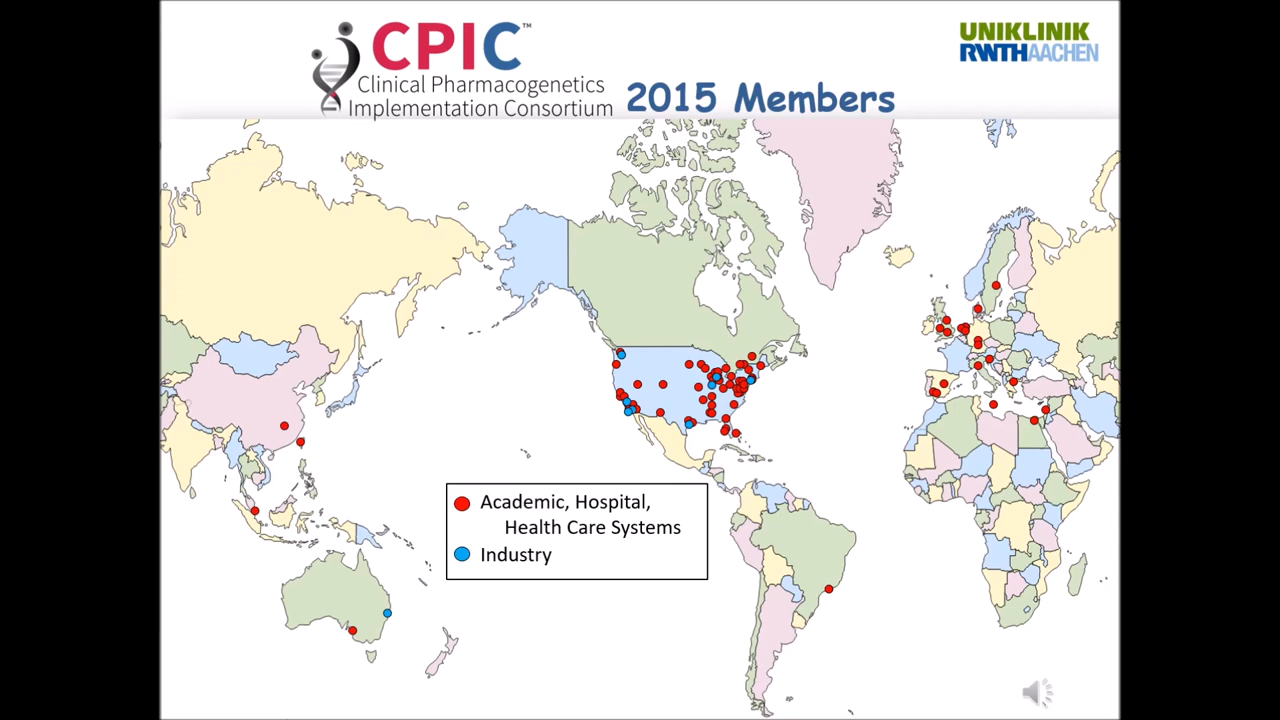 CPIC™
Clinical Pharmacogenetics
Implementation Consortium
2015 Members
UNIKLINIK
RWTHAACHEN
Academic, Hospital,
Health Care Systems
Industry